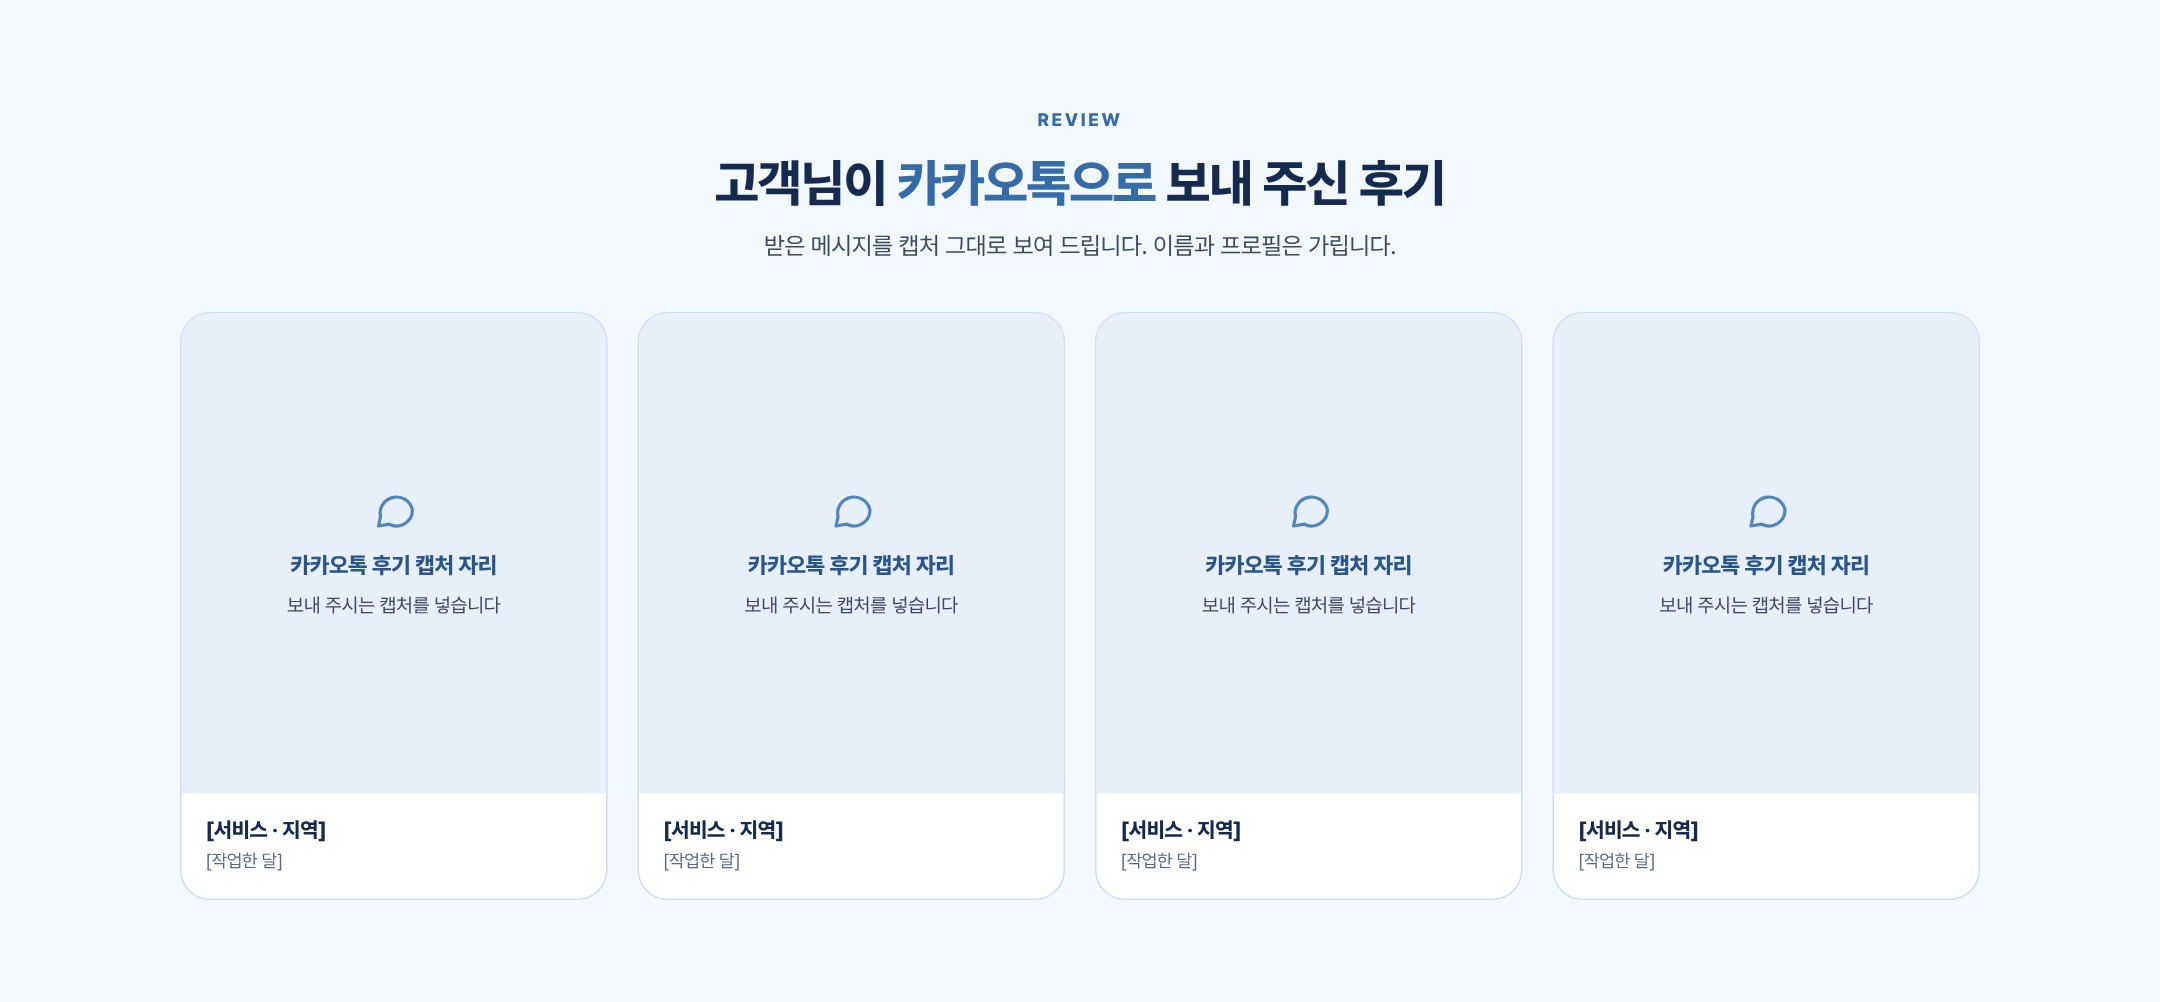 REVIEW
고객님이 카카오톡으로 보내 주신 후기
받은 메시지를 캡처 그대로 보여 드립니다. 이름과 프로필은 가립니다.
카카오톡 후기 캡처 자리
보내 주시는 캡처를 넣습니다
[서비스 · 지역]
[작업한 달]
카카오톡 후기 캡처 자리
보내 주시는 캡처를 넣습니다
[서비스 · 지역]
[작업한 달]
카카오톡 후기 캡처 자리
보내 주시는 캡처를 넣습니다
[서비스 · 지역]
[작업한 달]
카카오톡 후기 캡처 자리
보내 주시는 캡처를 넣습니다
[서비스 · 지역]
[작업한 달]